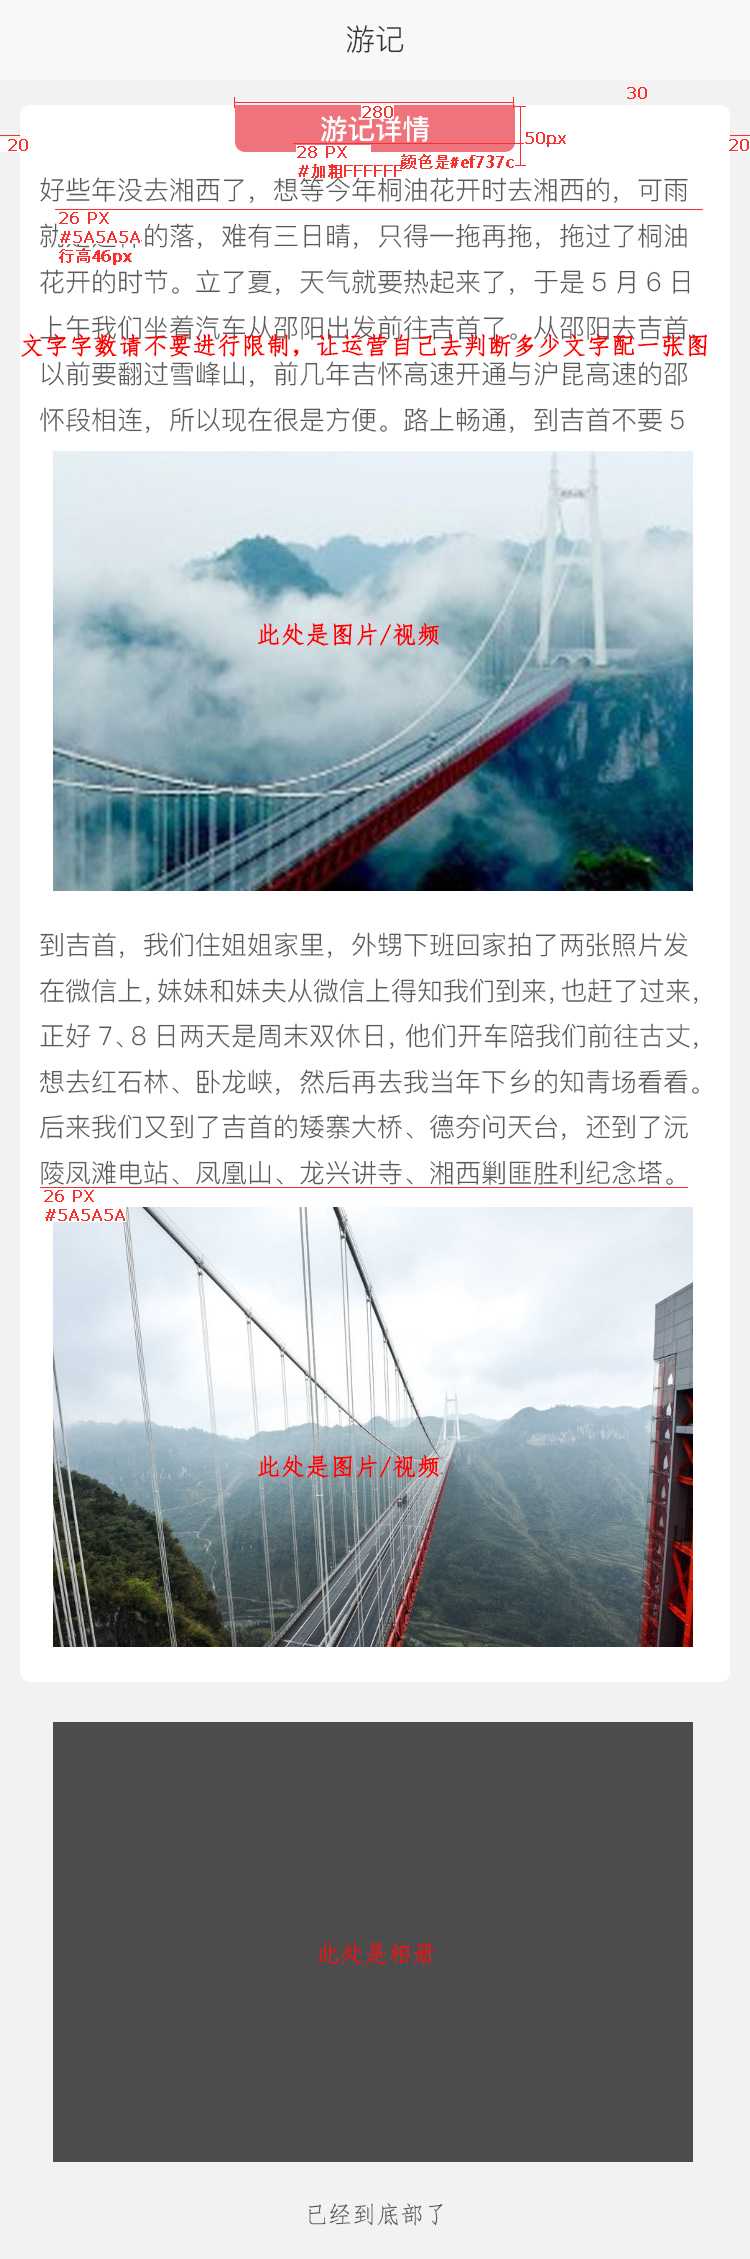 游记
30
280
游记详情
50px
20
20
28 PX
#加粗FFFFFF
颜色是#ef737c
好些年没去湘西了，想等今年桐油花开时去湘西的，可雨
26 PX
#5A5A5A
行高46px
就 的落，难有三日晴，只得一拖再拖，拖过了桐油
花开的时节。立了夏，天气就要热起来了，于是 5 月 6 日
上午我们坐着汽车从邵阳出发前往吉首了。从邵阳去吉首
文字字数请不要进行限制，让运营自己去判断多少文字配一张图
以前要翻过雪峰山，前几年吉怀高速开通与沪昆高速的邵
怀段相连，所以现在很是方便。路上畅通，到吉首不要 5
此处是图片/视频
到吉首，我们住姐姐家里，外甥下班回家拍了两张照片发
在微信上，妹妹和妹夫从微信上得知我们到来，也赶了过来，
正好 7、8 日两天是周末双休日，他们开车陪我们前往古丈，
想去红石林、卧龙峡，然后再去我当年下乡的知青场看看。
后来我们又到了吉首的矮寨大桥、德夯问天台，还到了沅
陵凤滩电站、凤凰山、龙兴讲寺、湘西剿匪胜利纪念塔。
26 PX
#5A5A5A
此处是图片/视频
此处是相册
已经到底部了